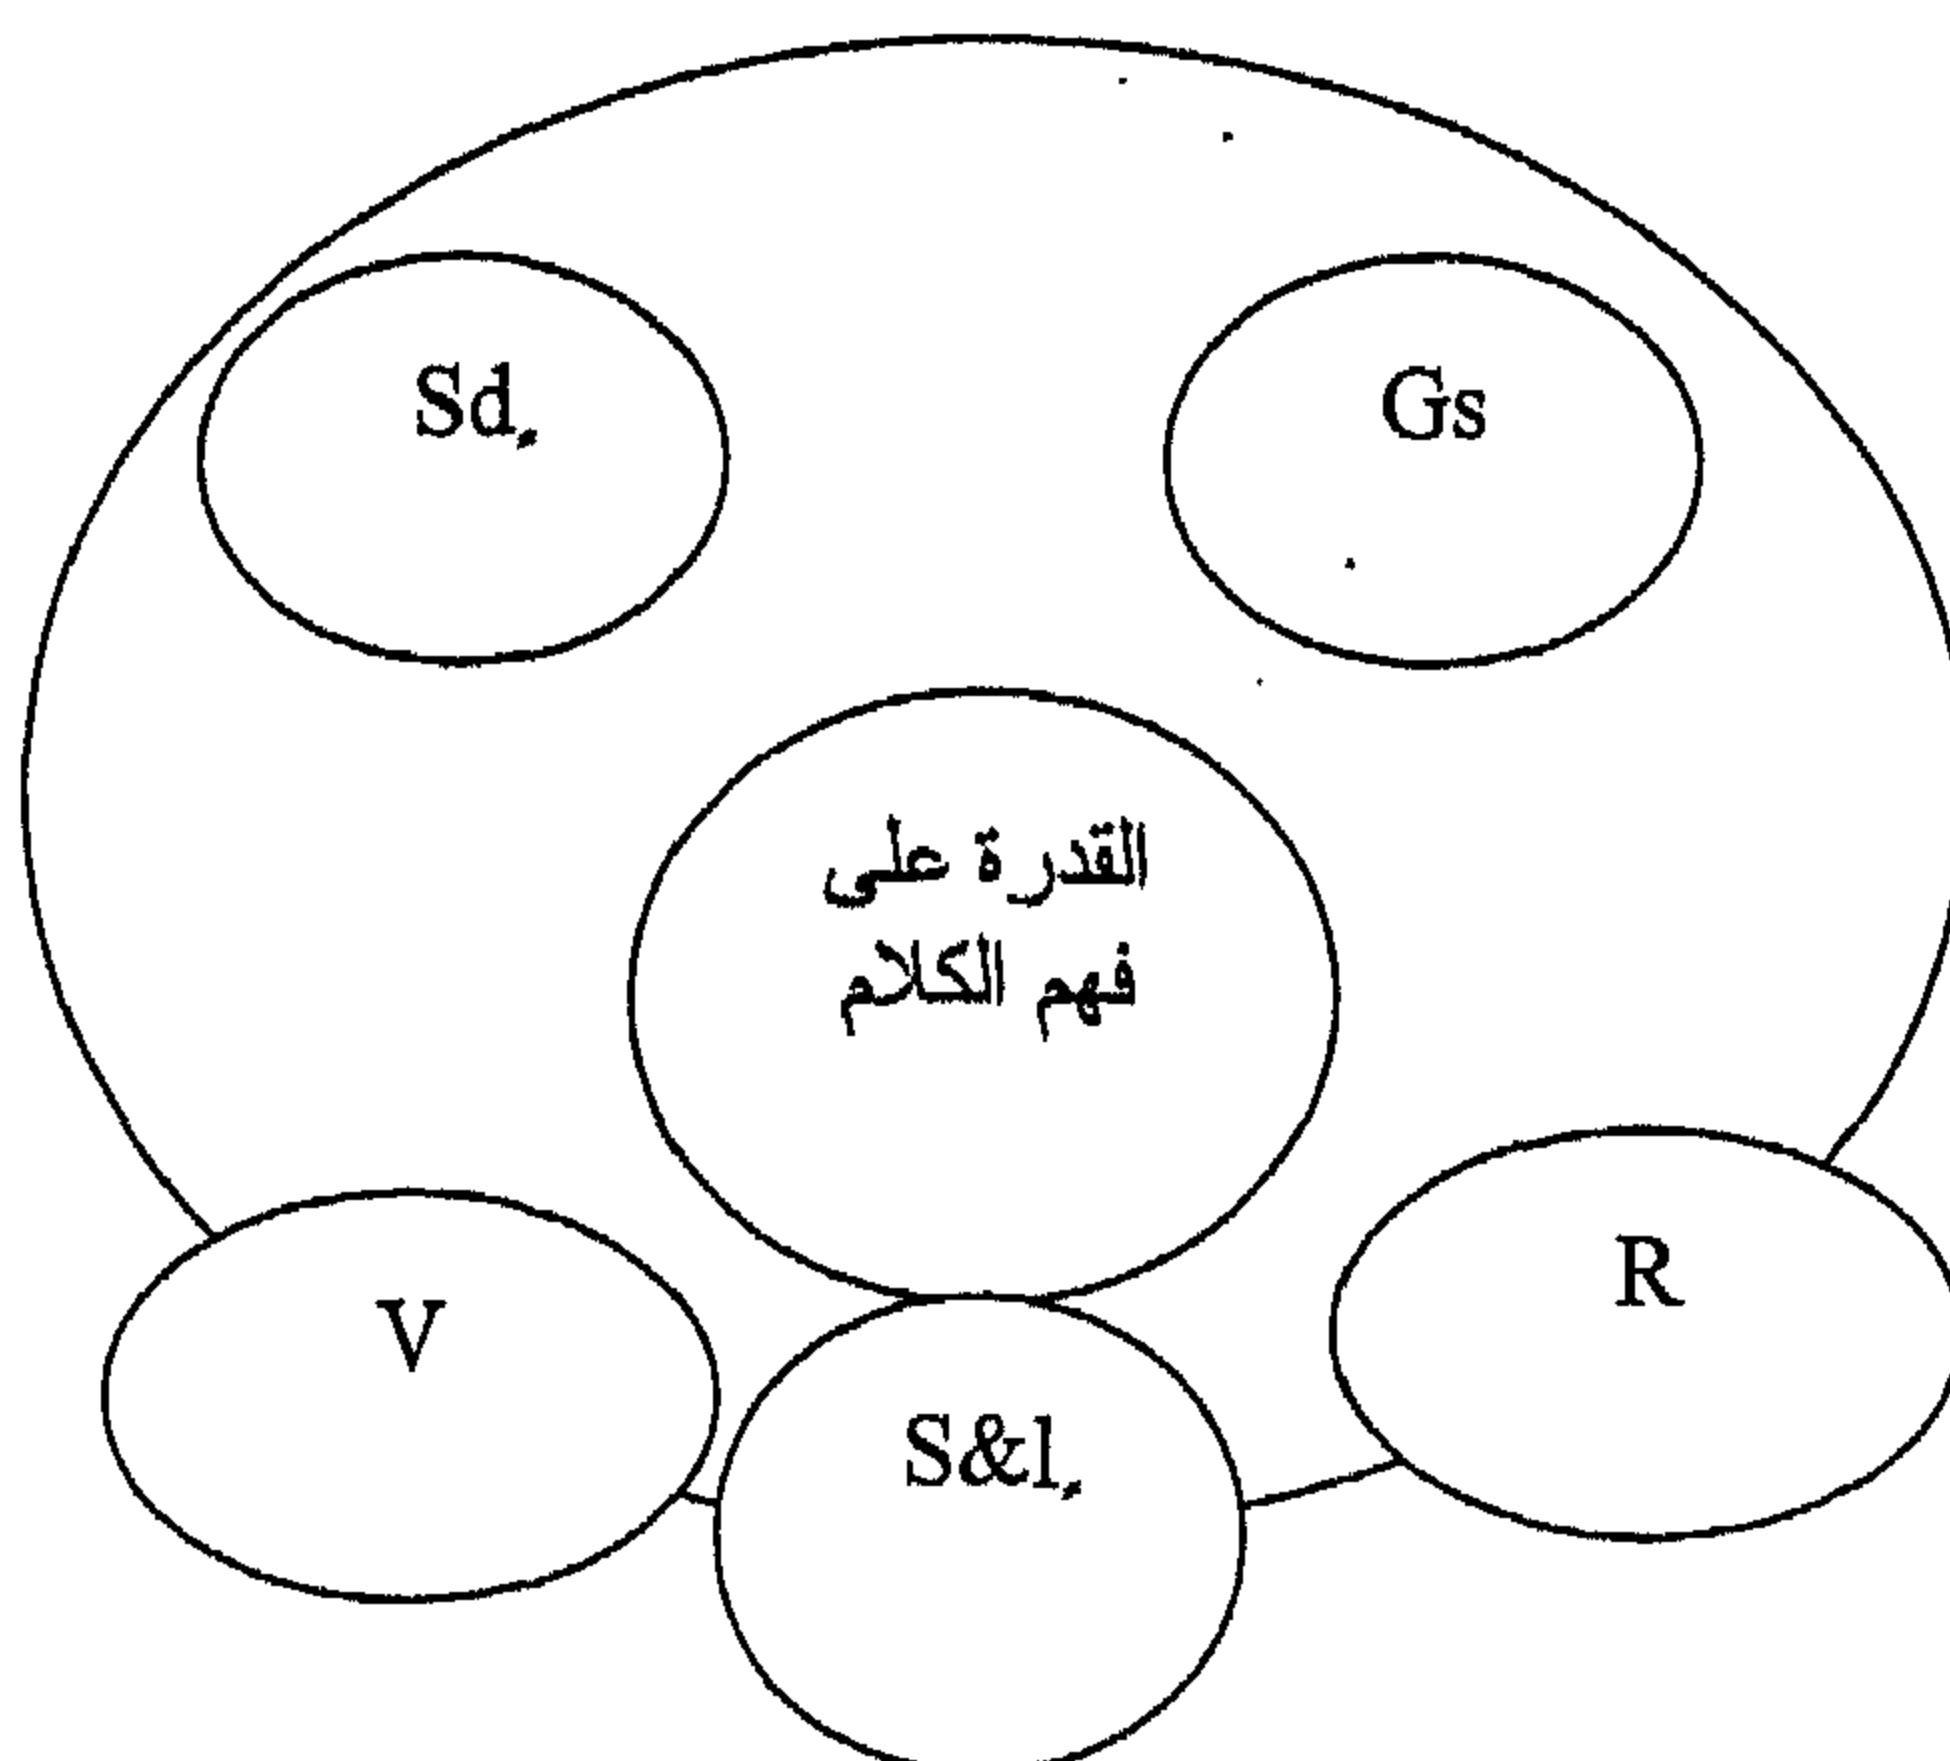 Sd,
Gs
القدرة على
فهم الكلام
V
R
S&l,